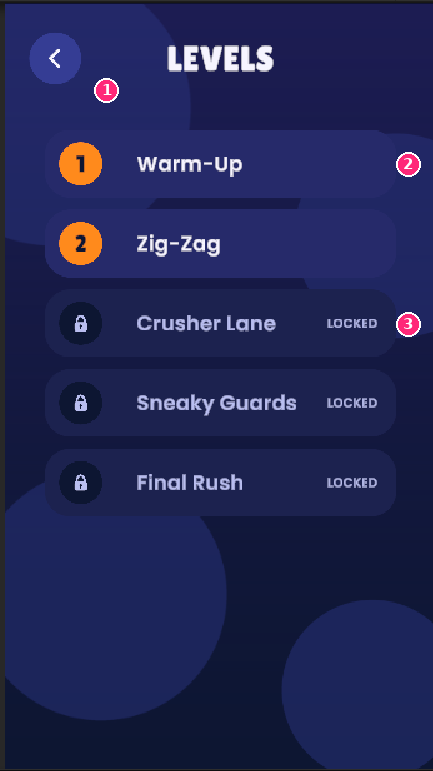 LEVELS
1
1 Warm-Up 2
2 Zig-Zag
Crusher Lane LOCKED 3
Sneaky Guards LOCKED
Final Rush LOCKED